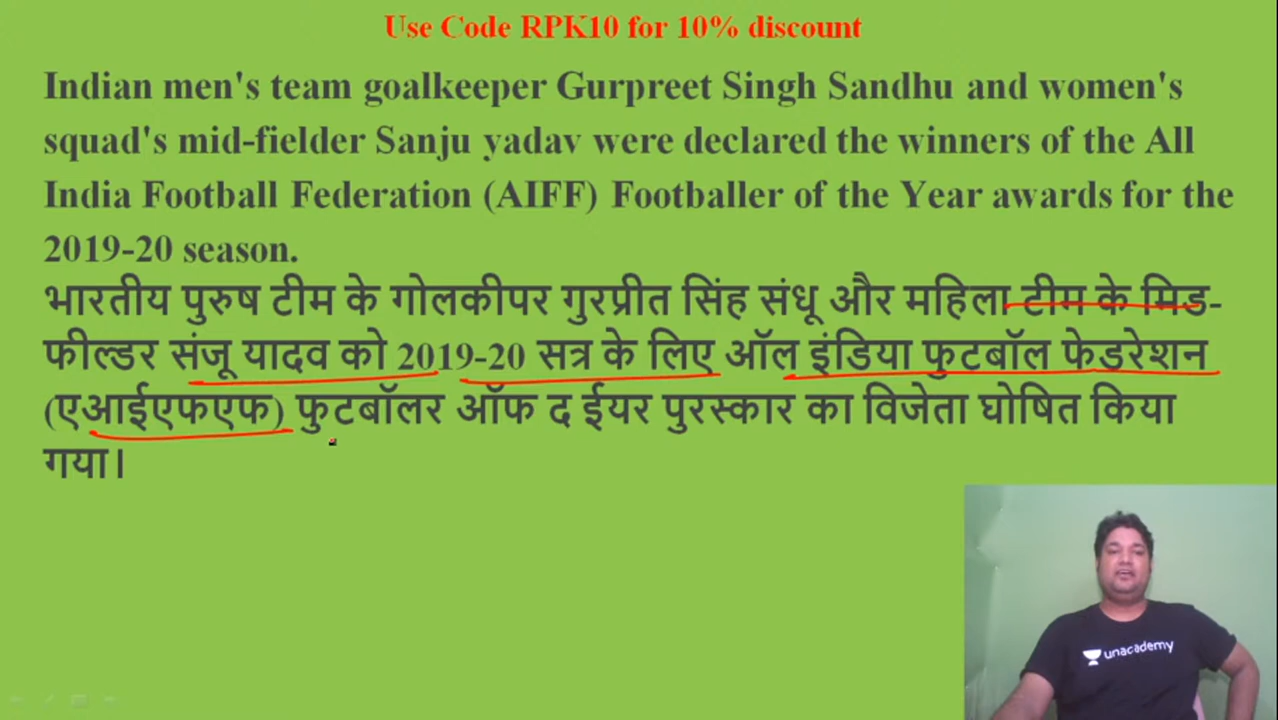 Use Code RPK10 for 10% discount
Indian men's team goalkeeper Gurpreet Singh Sandhu and women's
squad's mid-fielder Sanju yadav were declared the winners of the All
India Football Federation (AIFF) Footballer of the Year awards for the
2019-20 season.
भारतीय पुरुष टीम के गोलकीपर गुरप्रीत सिंह संधू और महिला टीम के मिड-
फील्डर संजू यादव को 2019-20 सत्र के लिए ऑल इंडिया फुटबॉल फेडरेशन
(एआईएफएफ) फुटबॉलर ऑफ द ईयर पुरस्कार का विजेता घोषित किया
गया।
unacademy